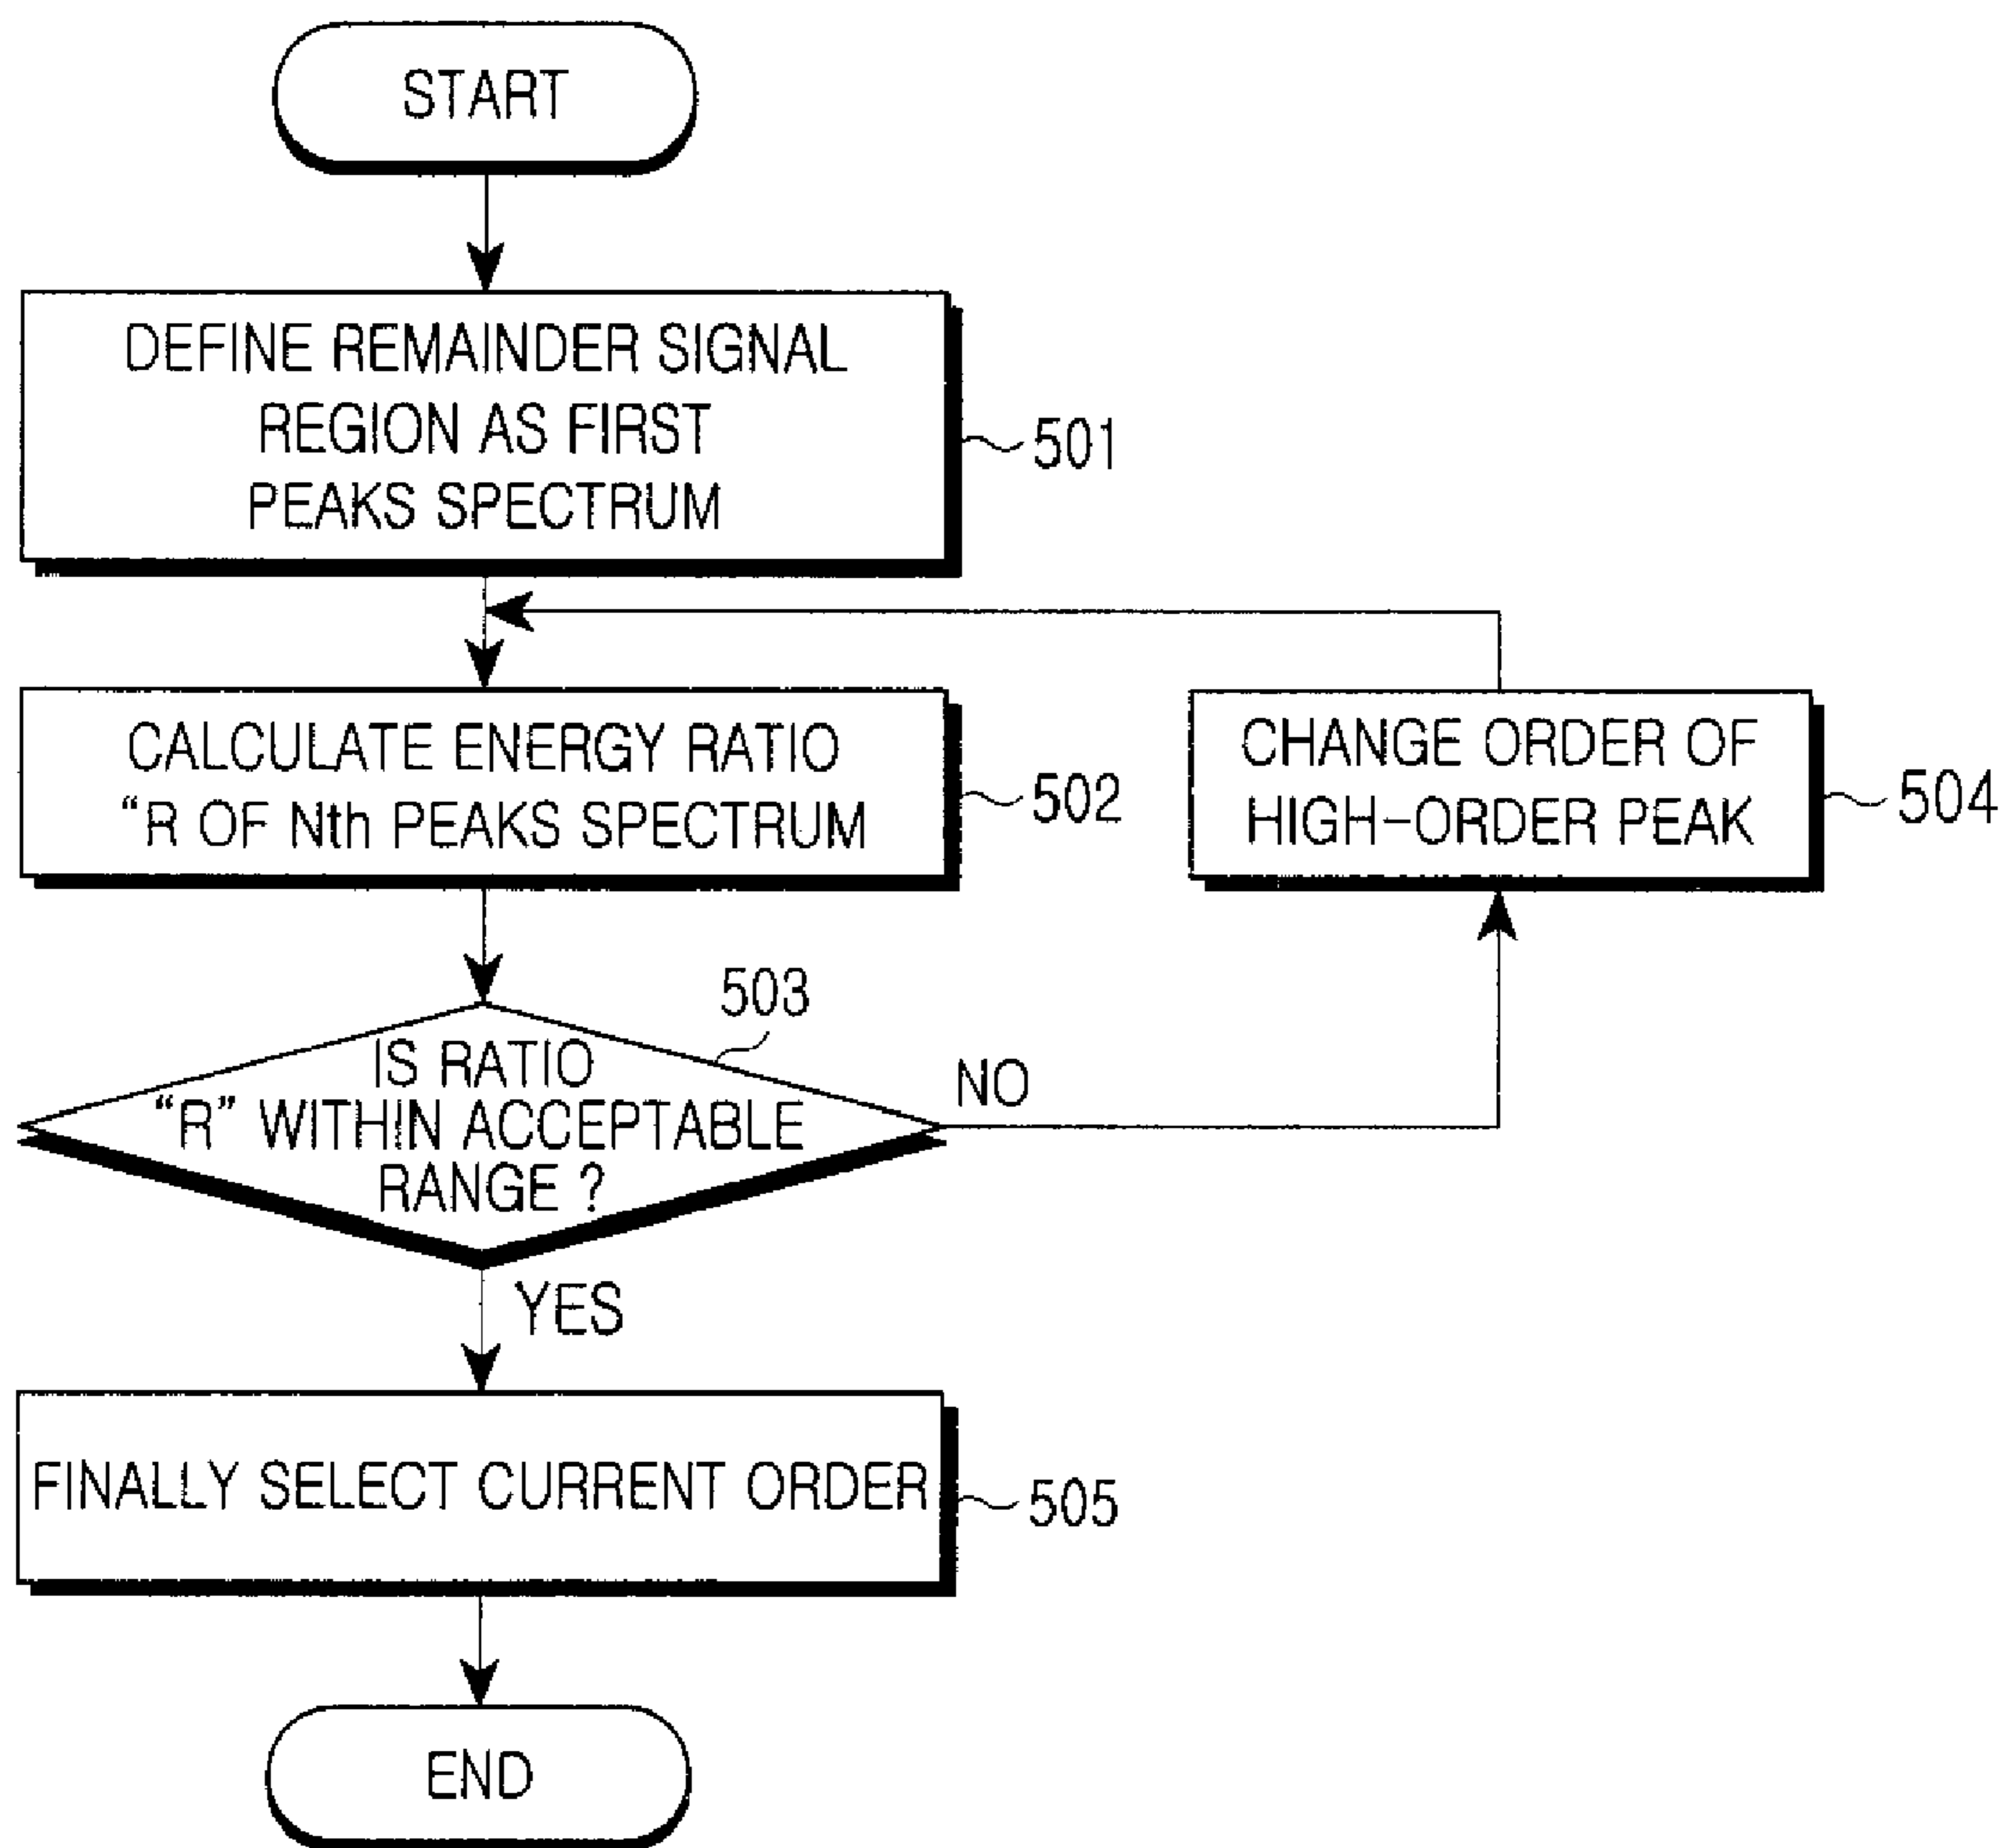 START
DEFINE REMAINDER SIGNAL
REGION AS FIRST
PEAKS SPECTRUM
501
CALCULATE ENERGY RATIO
“R OF Nth PEAKS SPECTRUM
502
CHANGE ORDER OF
HIGH-ORDER PEAK
504
503
IS RATIO
“R” WITHIN ACCEPTABLE
RANGE ?
NO
YES
FINALLY SELECT CURRENT ORDER
505
END